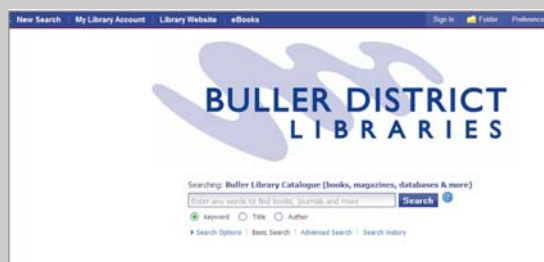 New Search | My Library Account | Library Website | eBooks Sign In Folder Preferences
BULLER DISTRICT
LIBRARIES
Searching: Buller Library Catalogue (books, magazines, databases & more)
Enter any words to find books, journals and more Search ?
Keyword Title Author
Search Options | Basic Search | Advanced Search | Search History